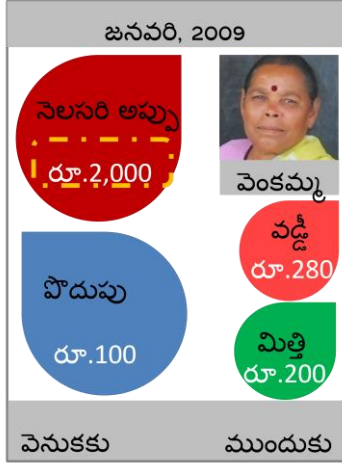 జనవరి, 2009
నెలసరి అప్పు
రూ.2,000
వెంకమ్మ
వడ్డీ
రూ.280
పొదుపు
రూ.100
మిత్తి
రూ.200
వెనుకకు
ముందుకు